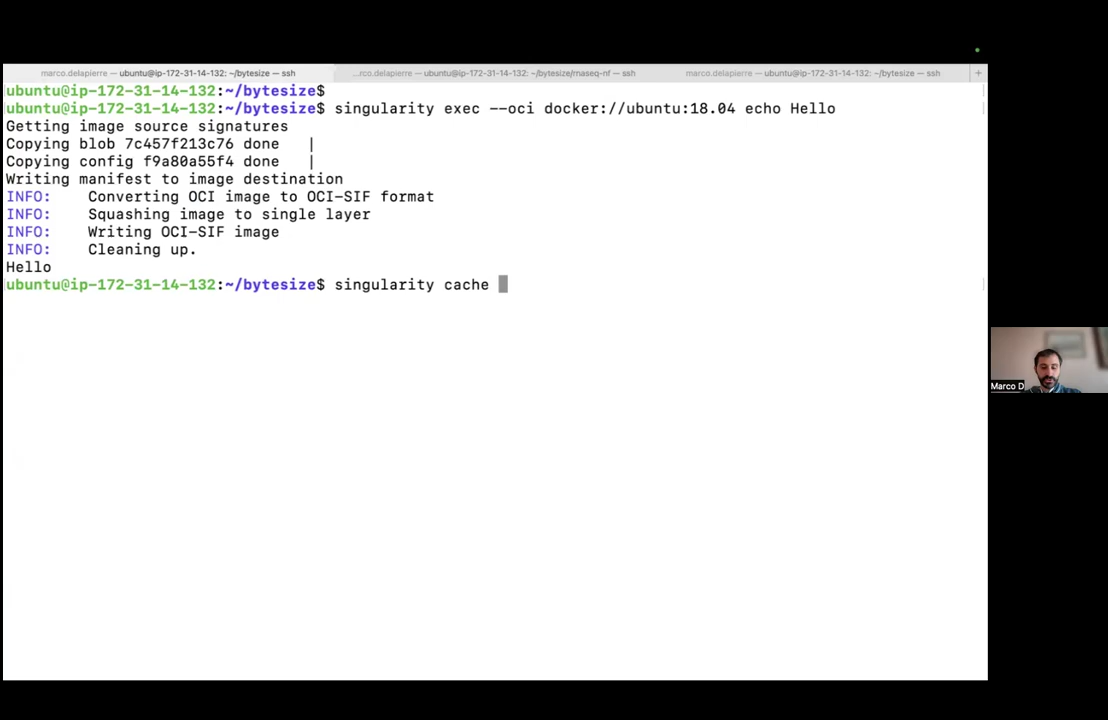 marco.delapierre — ubuntu@ip-172-31-14-132: ~/bytesize — ssh
...rco.delapierre — ubuntu@ip-172-31-14-132: ~/bytesize/rnaseq-nf — ssh
marco.delapierre — ubuntu@ip-172-31-14-132: ~/bytesize — ssh
+
ubuntu@ip-172-31-14-132:~/bytesize$
ubuntu@ip-172-31-14-132:~/bytesize$ singularity exec --oci docker://ubuntu:18.04 echo Hello
Getting image source signatures
Copying blob 7c457f213c76 done |
Copying config f9a80a55f4 done |
Writing manifest to image destination
INFO: Converting OCI image to OCI-SIF format
INFO: Squashing image to single layer
INFO: Writing OCI-SIF image
INFO: Cleaning up.
Hello
ubuntu@ip-172-31-14-132:~/bytesize$ singularity cache
Marco D